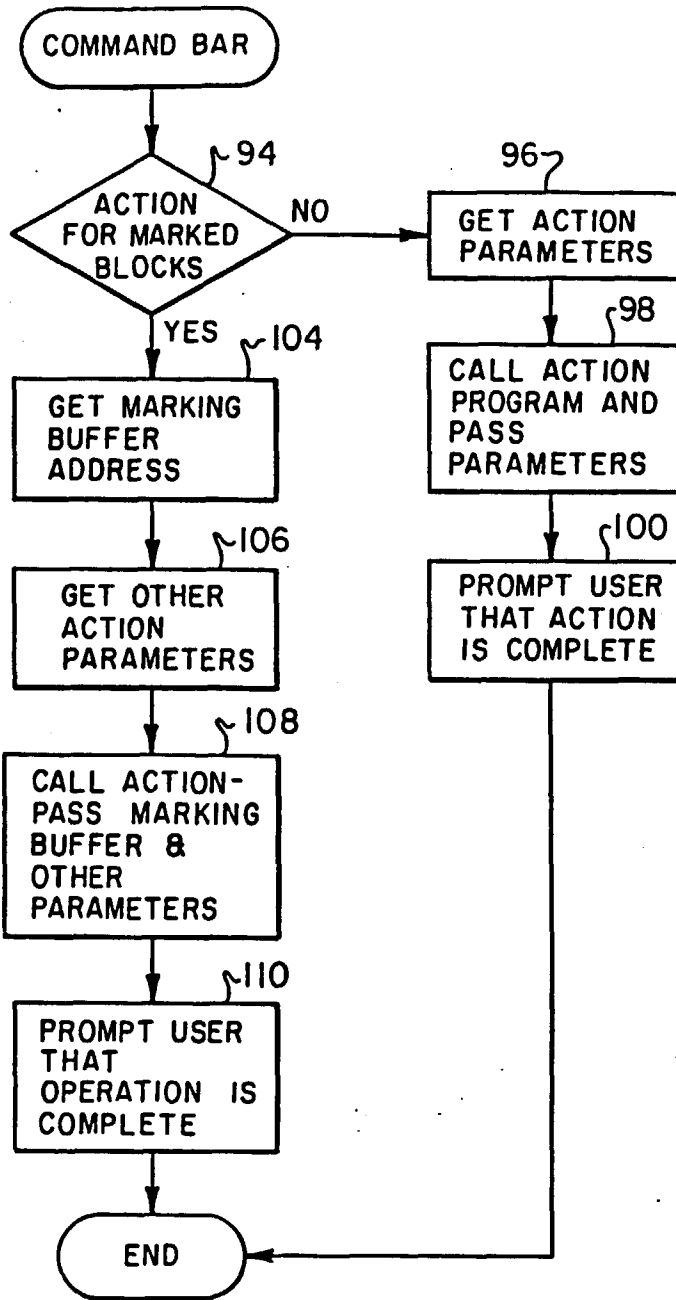 COMMAND BAR
94
ACTION
FOR MARKED
BLOCKS
NO
YES
104
GET MARKING
BUFFER
ADDRESS
106
GET OTHER
ACTION
PARAMETERS
108
CALL ACTION-
PASS MARKING
BUFFER &
OTHER
PARAMETERS
110
PROMPT USER
THAT
OPERATION IS
COMPLETE
END
96
GET ACTION
PARAMETERS
98
CALL ACTION
PROGRAM AND
PASS
PARAMETERS
100
PROMPT USER
THAT ACTION
IS COMPLETE